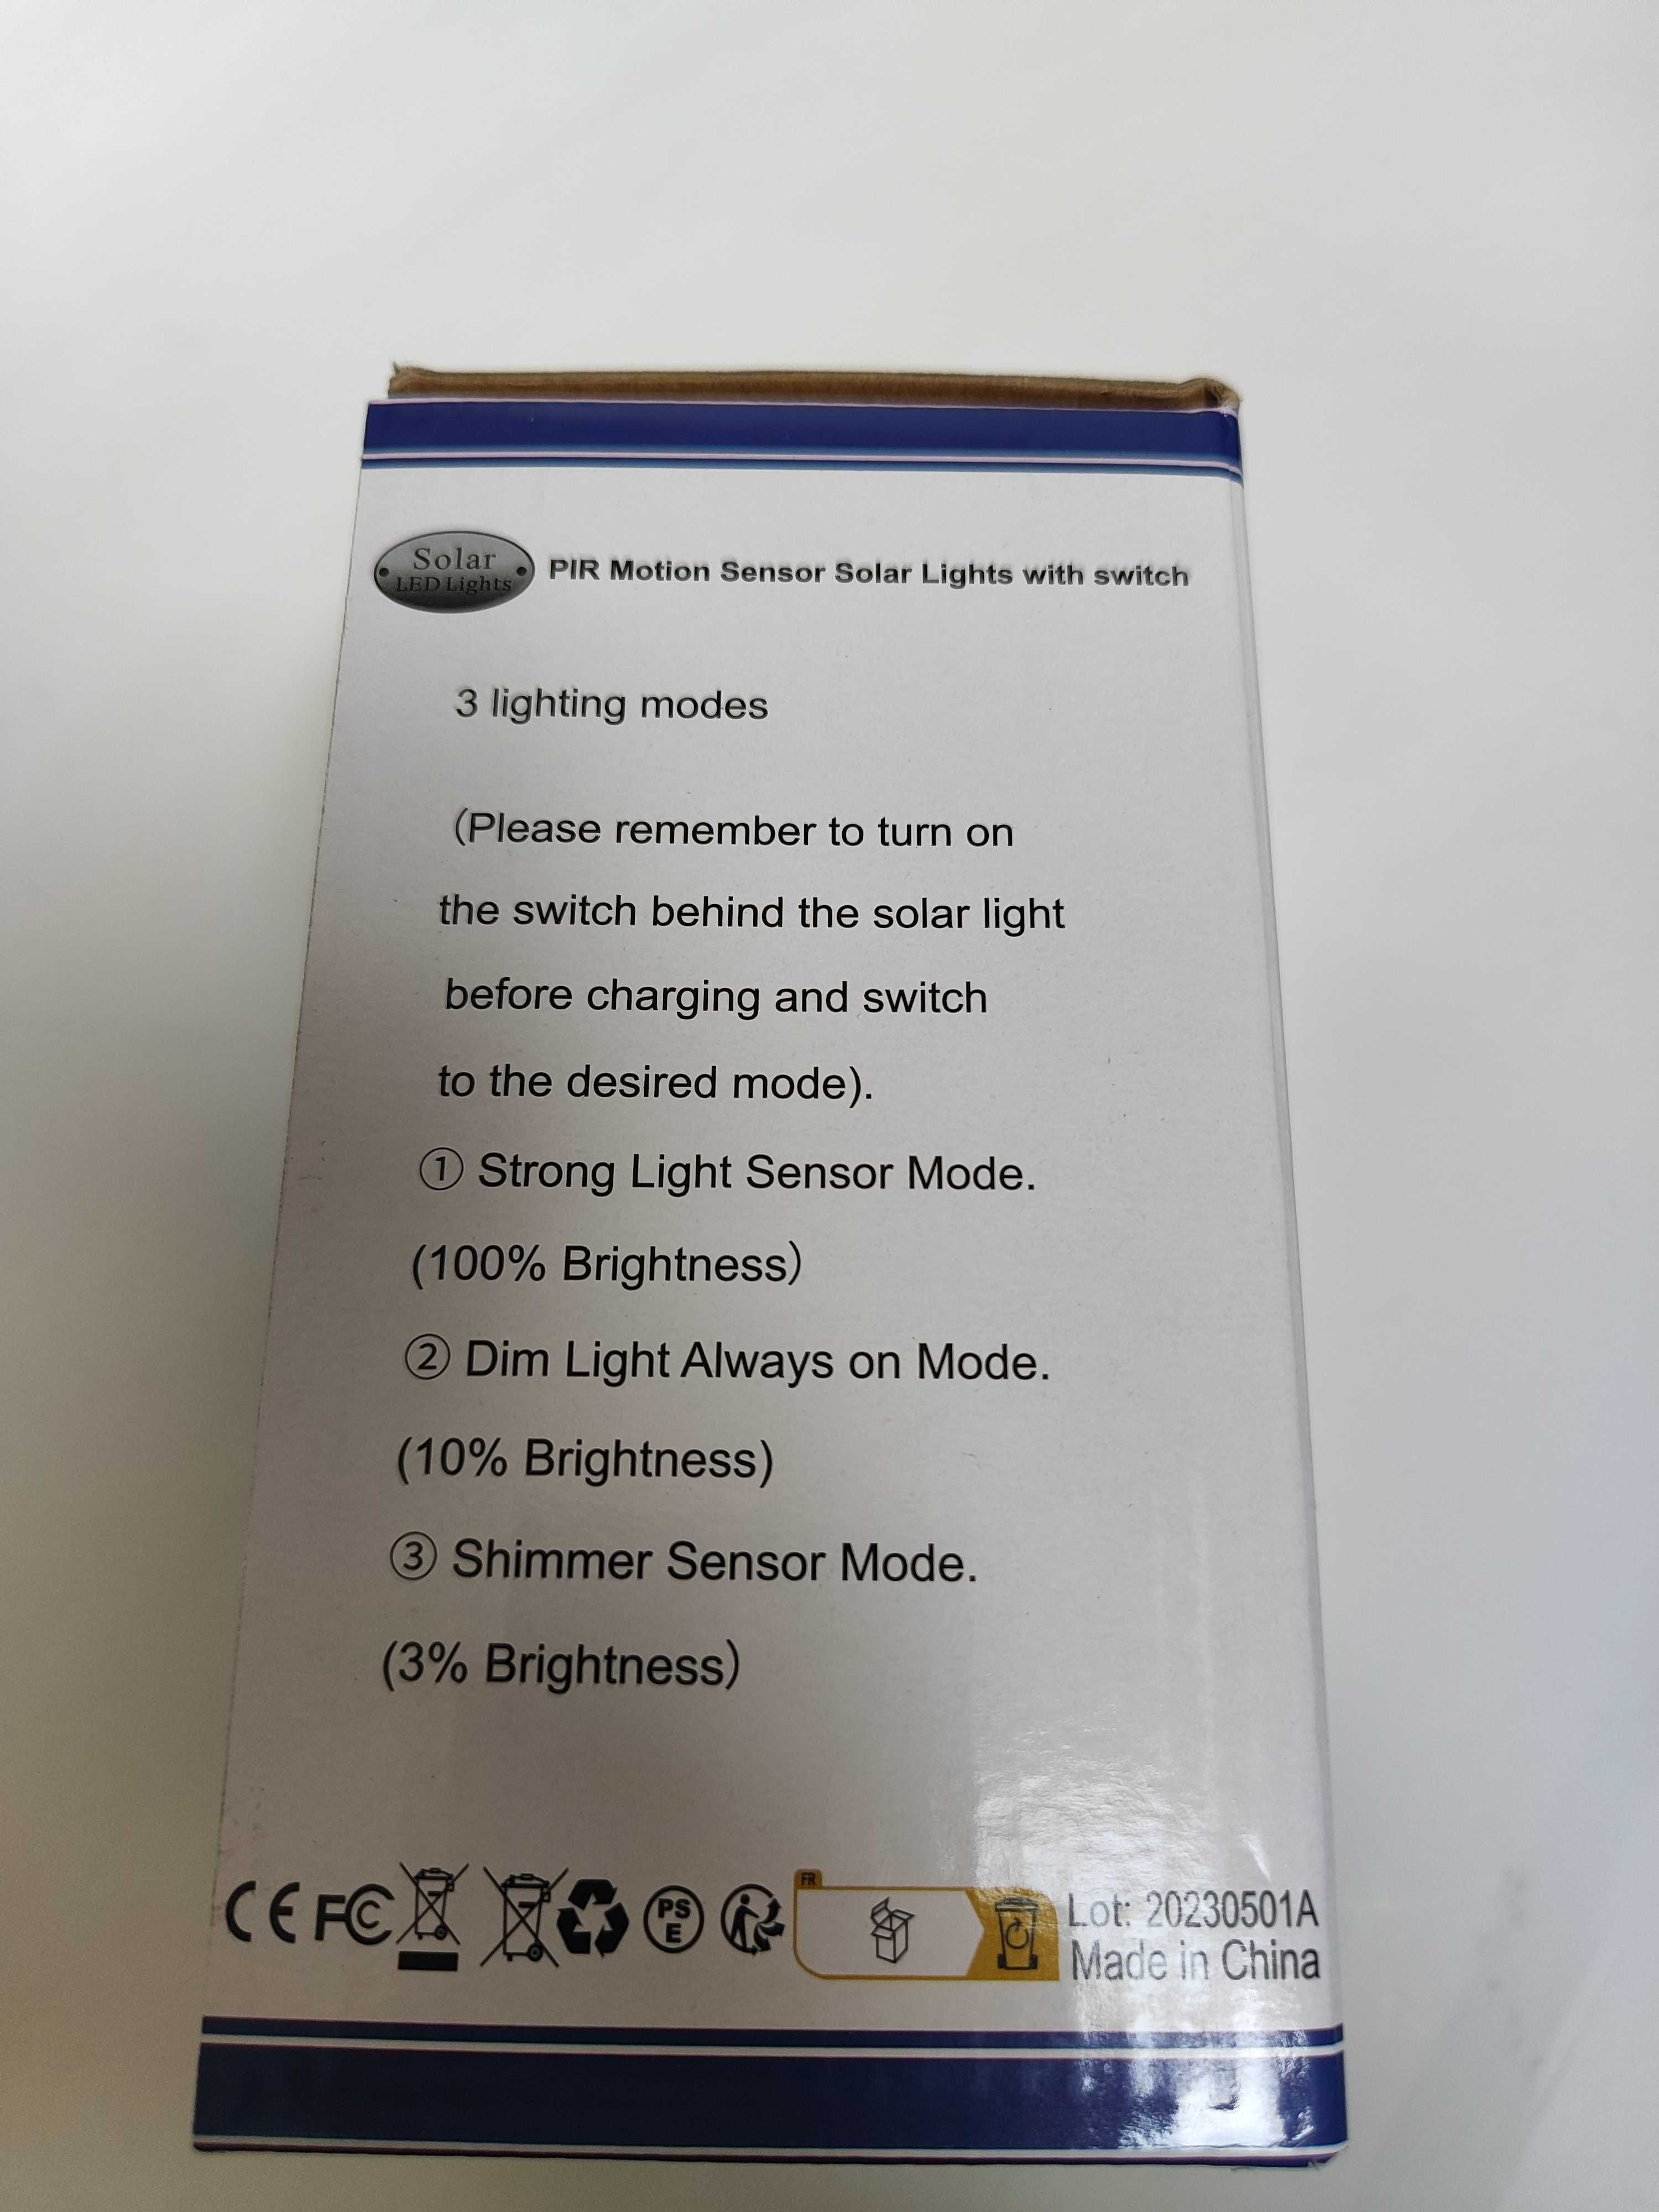 Solar
LED Lights
PIR Motion Sensor Solar Lights with switch
3 lighting modes
(Please remember to turn on
the switch behind the solar light
before charging and switch
to the desired mode).
① Strong Light Sensor Mode.
(100% Brightness)
② Dim Light Always on Mode.
(10% Brightness)
③ Shimmer Sensor Mode.
(3% Brightness)
CE FC
PS
E
FR
Lot: 20230501A
Made in China